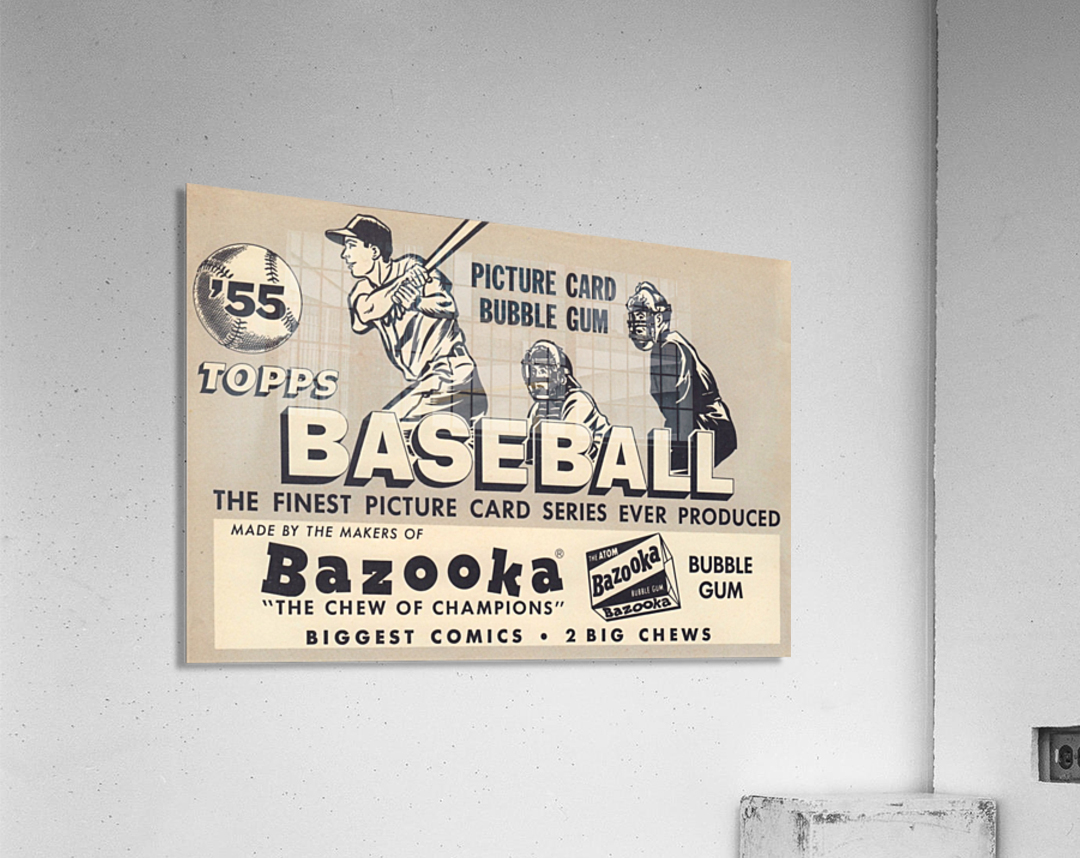 '55
TOPPS
PICTURE CARD
BUBBLE GUM
BASEBALL
THE FINEST PICTURE CARD SERIES EVER PRODUCED
MADE BY THE MAKERS OF
Bazooka®
"THE CHEW OF CHAMPIONS"
THE ATOM
Bazooka
BUBBLE GUM
Bazooka
BUBBLE
GUM
BIGGEST COMICS • 2 BIG CHEWS